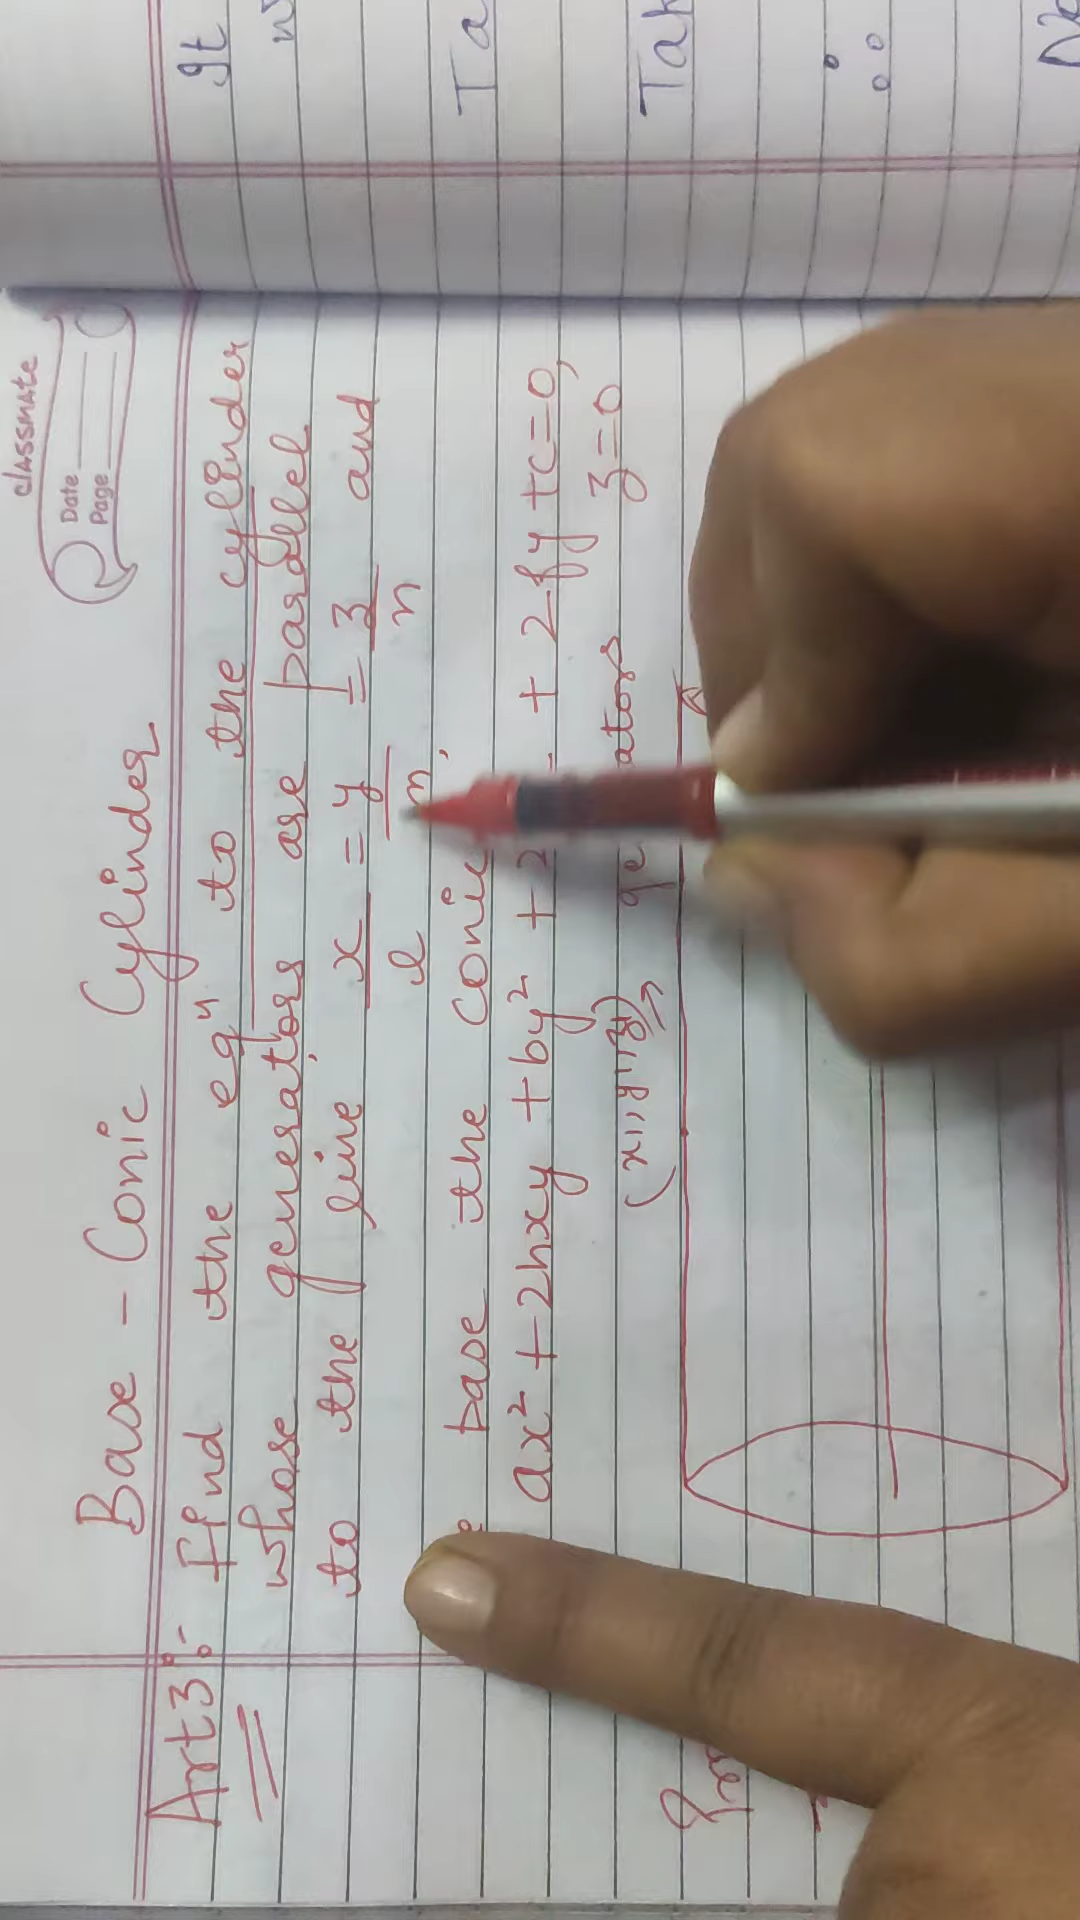 classmate
Date
Page
Base - Conic Cylinder
Art 3:- Find the eqⁿ to the cylinder
whose generators are parallel
to the line x/l = y/m = z/n and
base the conic
ax² + 2hxy + by² + 2 + 2fy + c = 0,
z = 0
(x₁, y₁, z₁)
It
Ta
Tak